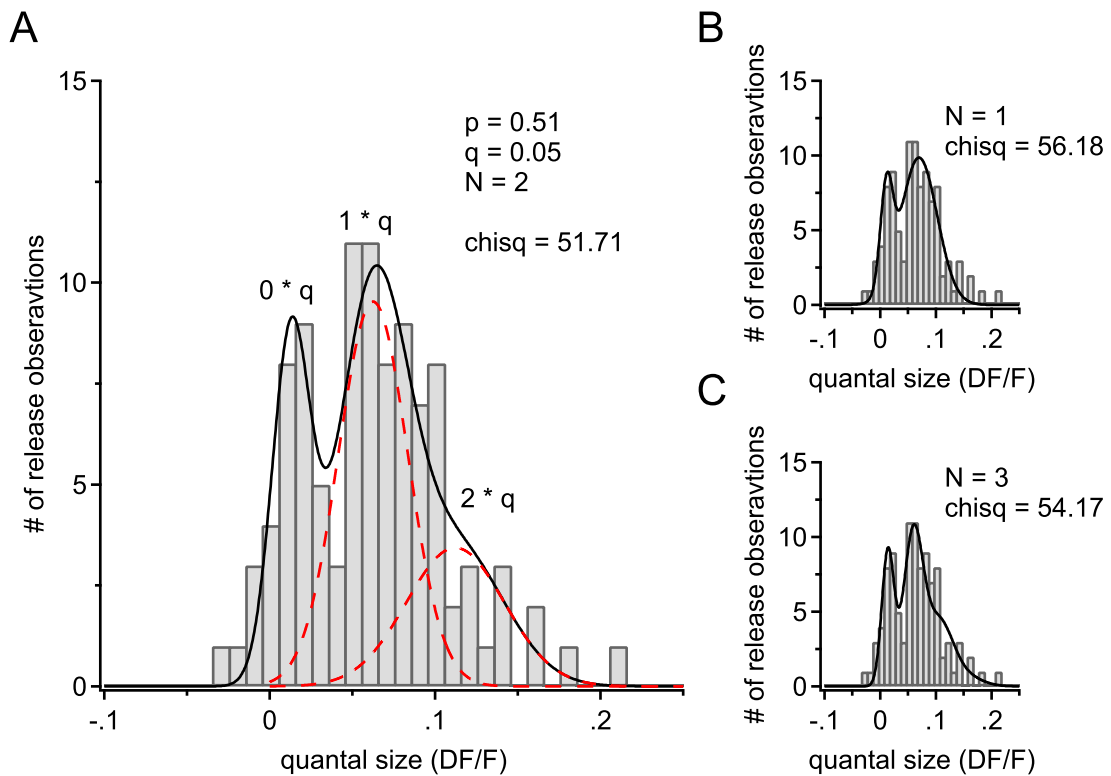 A
# of release obseravtions
15
10
5
0
-.1
0
.1
.2
quantal size (DF/F)
0 * q
1 * q
2 * q
p = 0.51
q = 0.05
N = 2
chisq = 51.71
B
# of release obseravtions
15
10
5
0
-.1
0
.1
.2
quantal size (DF/F)
N = 1
chisq = 56.18
C
# of release obseravtions
15
10
5
0
-.1
0
.1
.2
quantal size (DF/F)
N = 3
chisq = 54.17